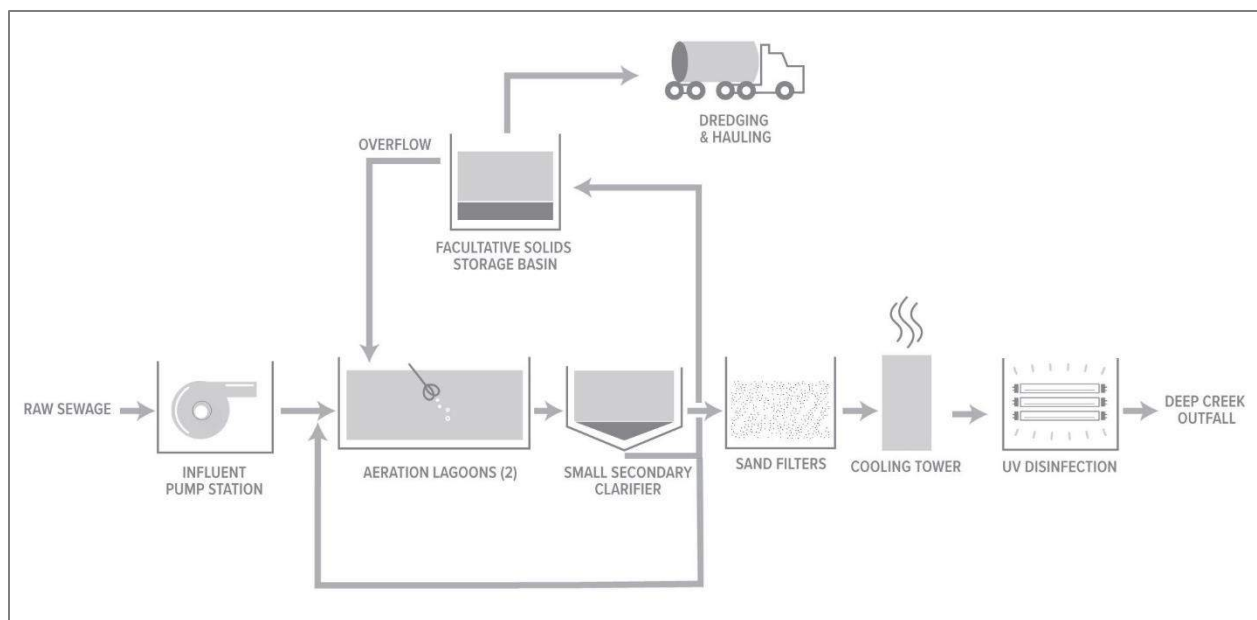 DREDGING
& HAULING
OVERFLOW
FACULTATIVE SOLIDS
STORAGE BASIN
RAW SEWAGE
INFLUENT
PUMP STATION
AERATION LAGOONS (2)
SMALL SECONDARY
CLARIFIER
SAND FILTERS
COOLING TOWER
UV DISINFECTION
DEEP CREEK
OUTFALL